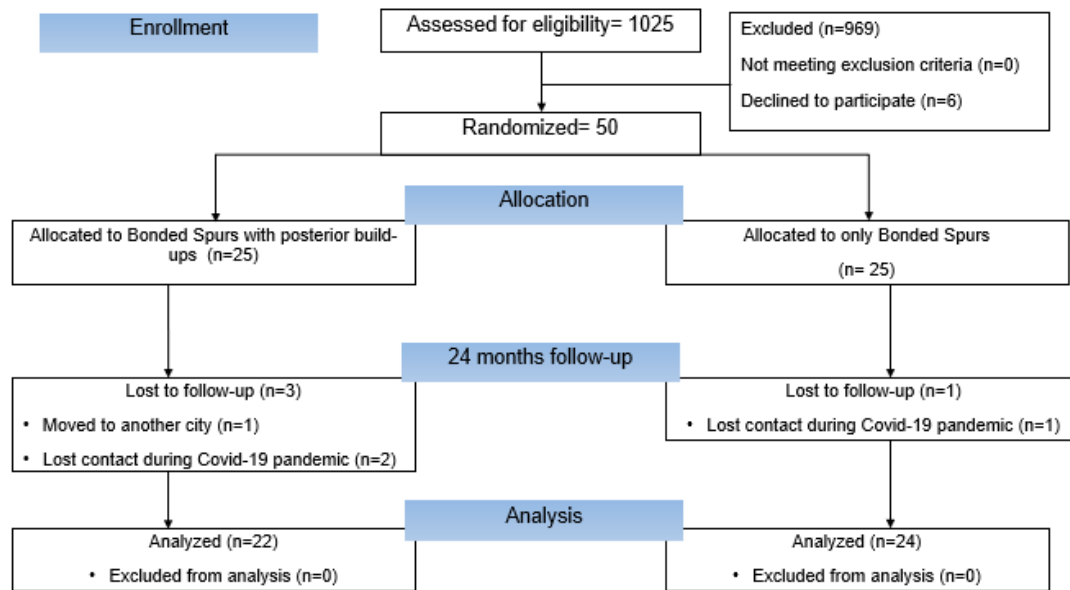 Enrollment
Assessed for eligibility= 1025
Excluded (n=969)
Not meeting exclusion criteria (n=0)
Declined to participate (n=6)
Randomized= 50
Allocation
Allocated to Bonded Spurs with posterior build-
ups (n=25)
Allocated to only Bonded Spurs
(n= 25)
24 months follow-up
Lost to follow-up (n=3)
• Moved to another city (n=1)
• Lost contact during Covid-19 pandemic (n=2)
Lost to follow-up (n=1)
• Lost contact during Covid-19 pandemic (n=1)
Analysis
Analyzed (n=22)
• Excluded from analysis (n=0)
Analyzed (n=24)
• Excluded from analysis (n=0)